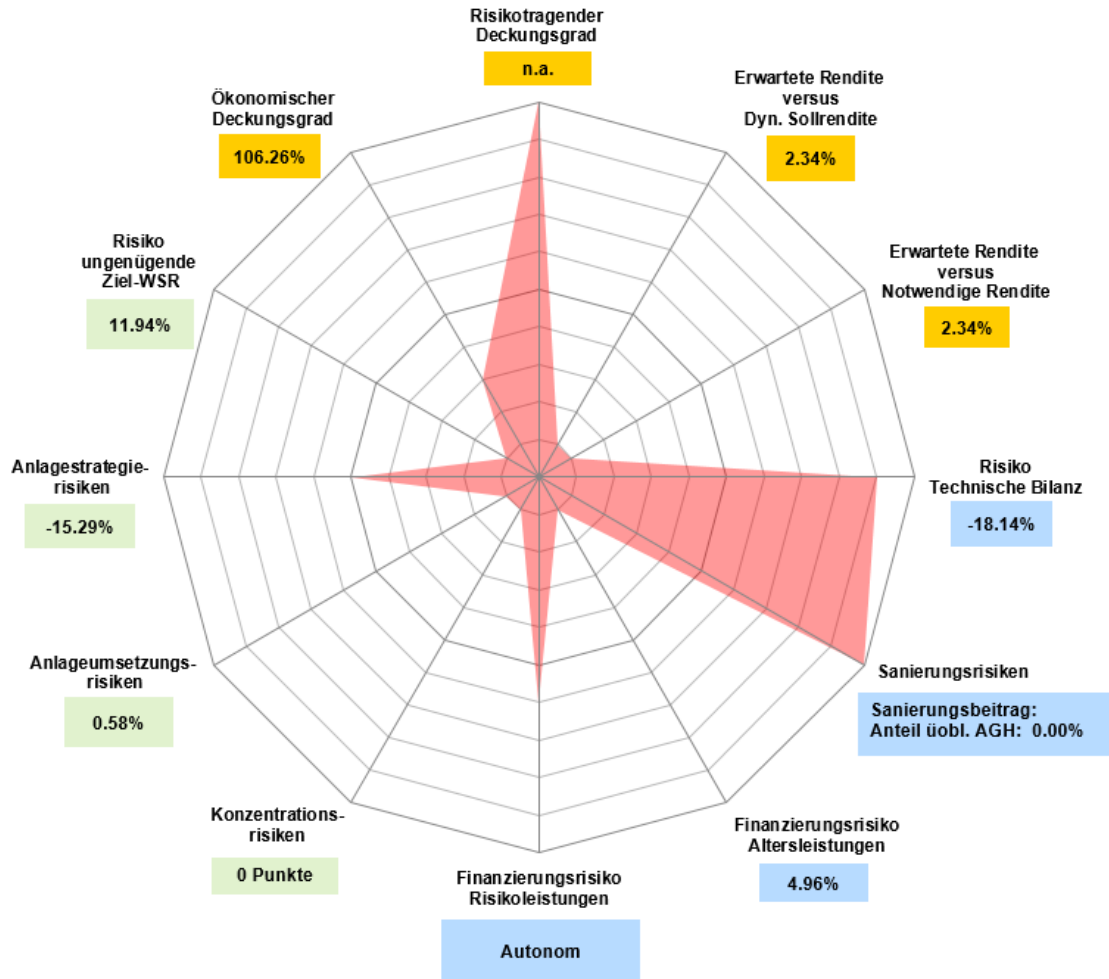 Risikotragender
Deckungsgrad
n.a.
Erwartete Rendite
versus
Dyn. Sollrendite
2.34%
Erwartete Rendite
versus
Notwendige Rendite
2.34%
Risiko
Technische Bilanz
-18.14%
Sanierungsrisiken
Sanierungsbeitrag:
Anteil üobl. AGH: 0.00%
Finanzierungsrisiko
Altersleistungen
4.96%
Finanzierungsrisiko
Risikoleistungen
Autonom
Konzentrations-
risiken
0 Punkte
Anlageumsetzungs-
risiken
0.58%
Anlagestrategie-
risiken
-15.29%
Risiko
ungenügende
Ziel-WSR
11.94%
Ökonomischer
Deckungsgrad
106.26%